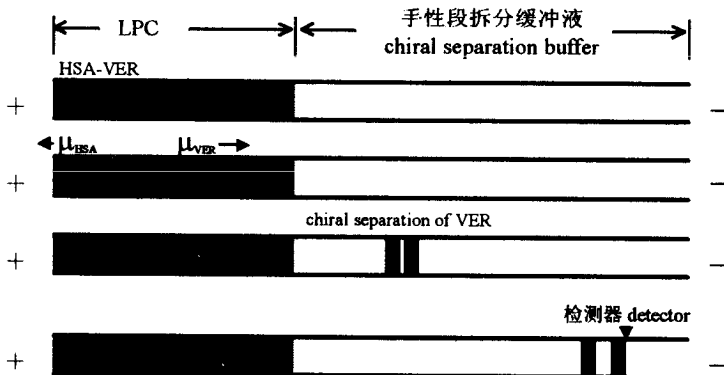 LPC
手性段拆分缓冲液
chiral separation buffer
HSA-VER
+ −
μHSA μVER
+ −
chiral separation of VER
+ −
检测器 detector
+ −